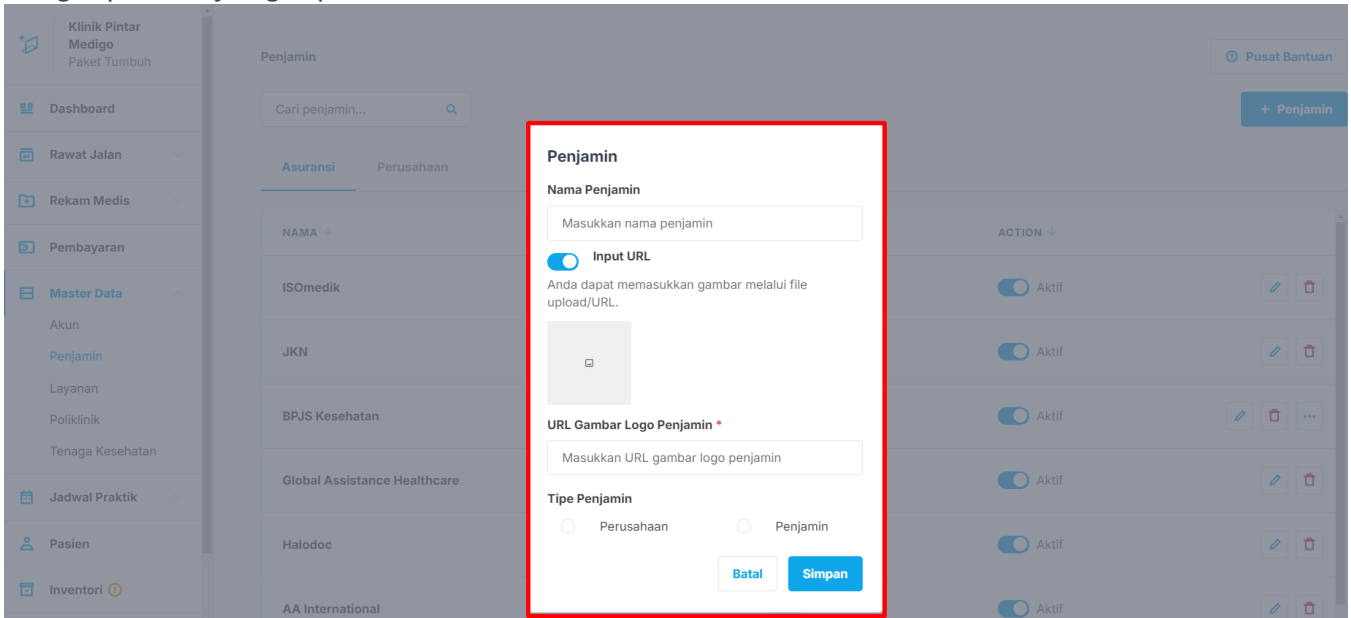 Klinik Pintar
Medigo
Paket Tumbuh
Dashboard
Rawat Jalan
Rekam Medis
Pembayaran
Master Data
Akun
Penjamin
Layanan
Poliklinik
Tenaga Kesehatan
Jadwal Praktik
Pasien
Inventori
Penjamin
Pusat Bantuan
Cari penjamin...
+ Penjamin
Asuransi Perusahaan
NAMA ACTION
ISOmedik Aktif
JKN Aktif
BPJS Kesehatan Aktif
Global Assistance Healthcare Aktif
Halodoc Aktif
AA International Aktif
Penjamin
Nama Penjamin
Masukkan nama penjamin
Input URL
Anda dapat memasukkan gambar melalui file
upload/URL.
URL Gambar Logo Penjamin *
Masukkan URL gambar logo penjamin
Tipe Penjamin
Perusahaan Penjamin
Batal Simpan